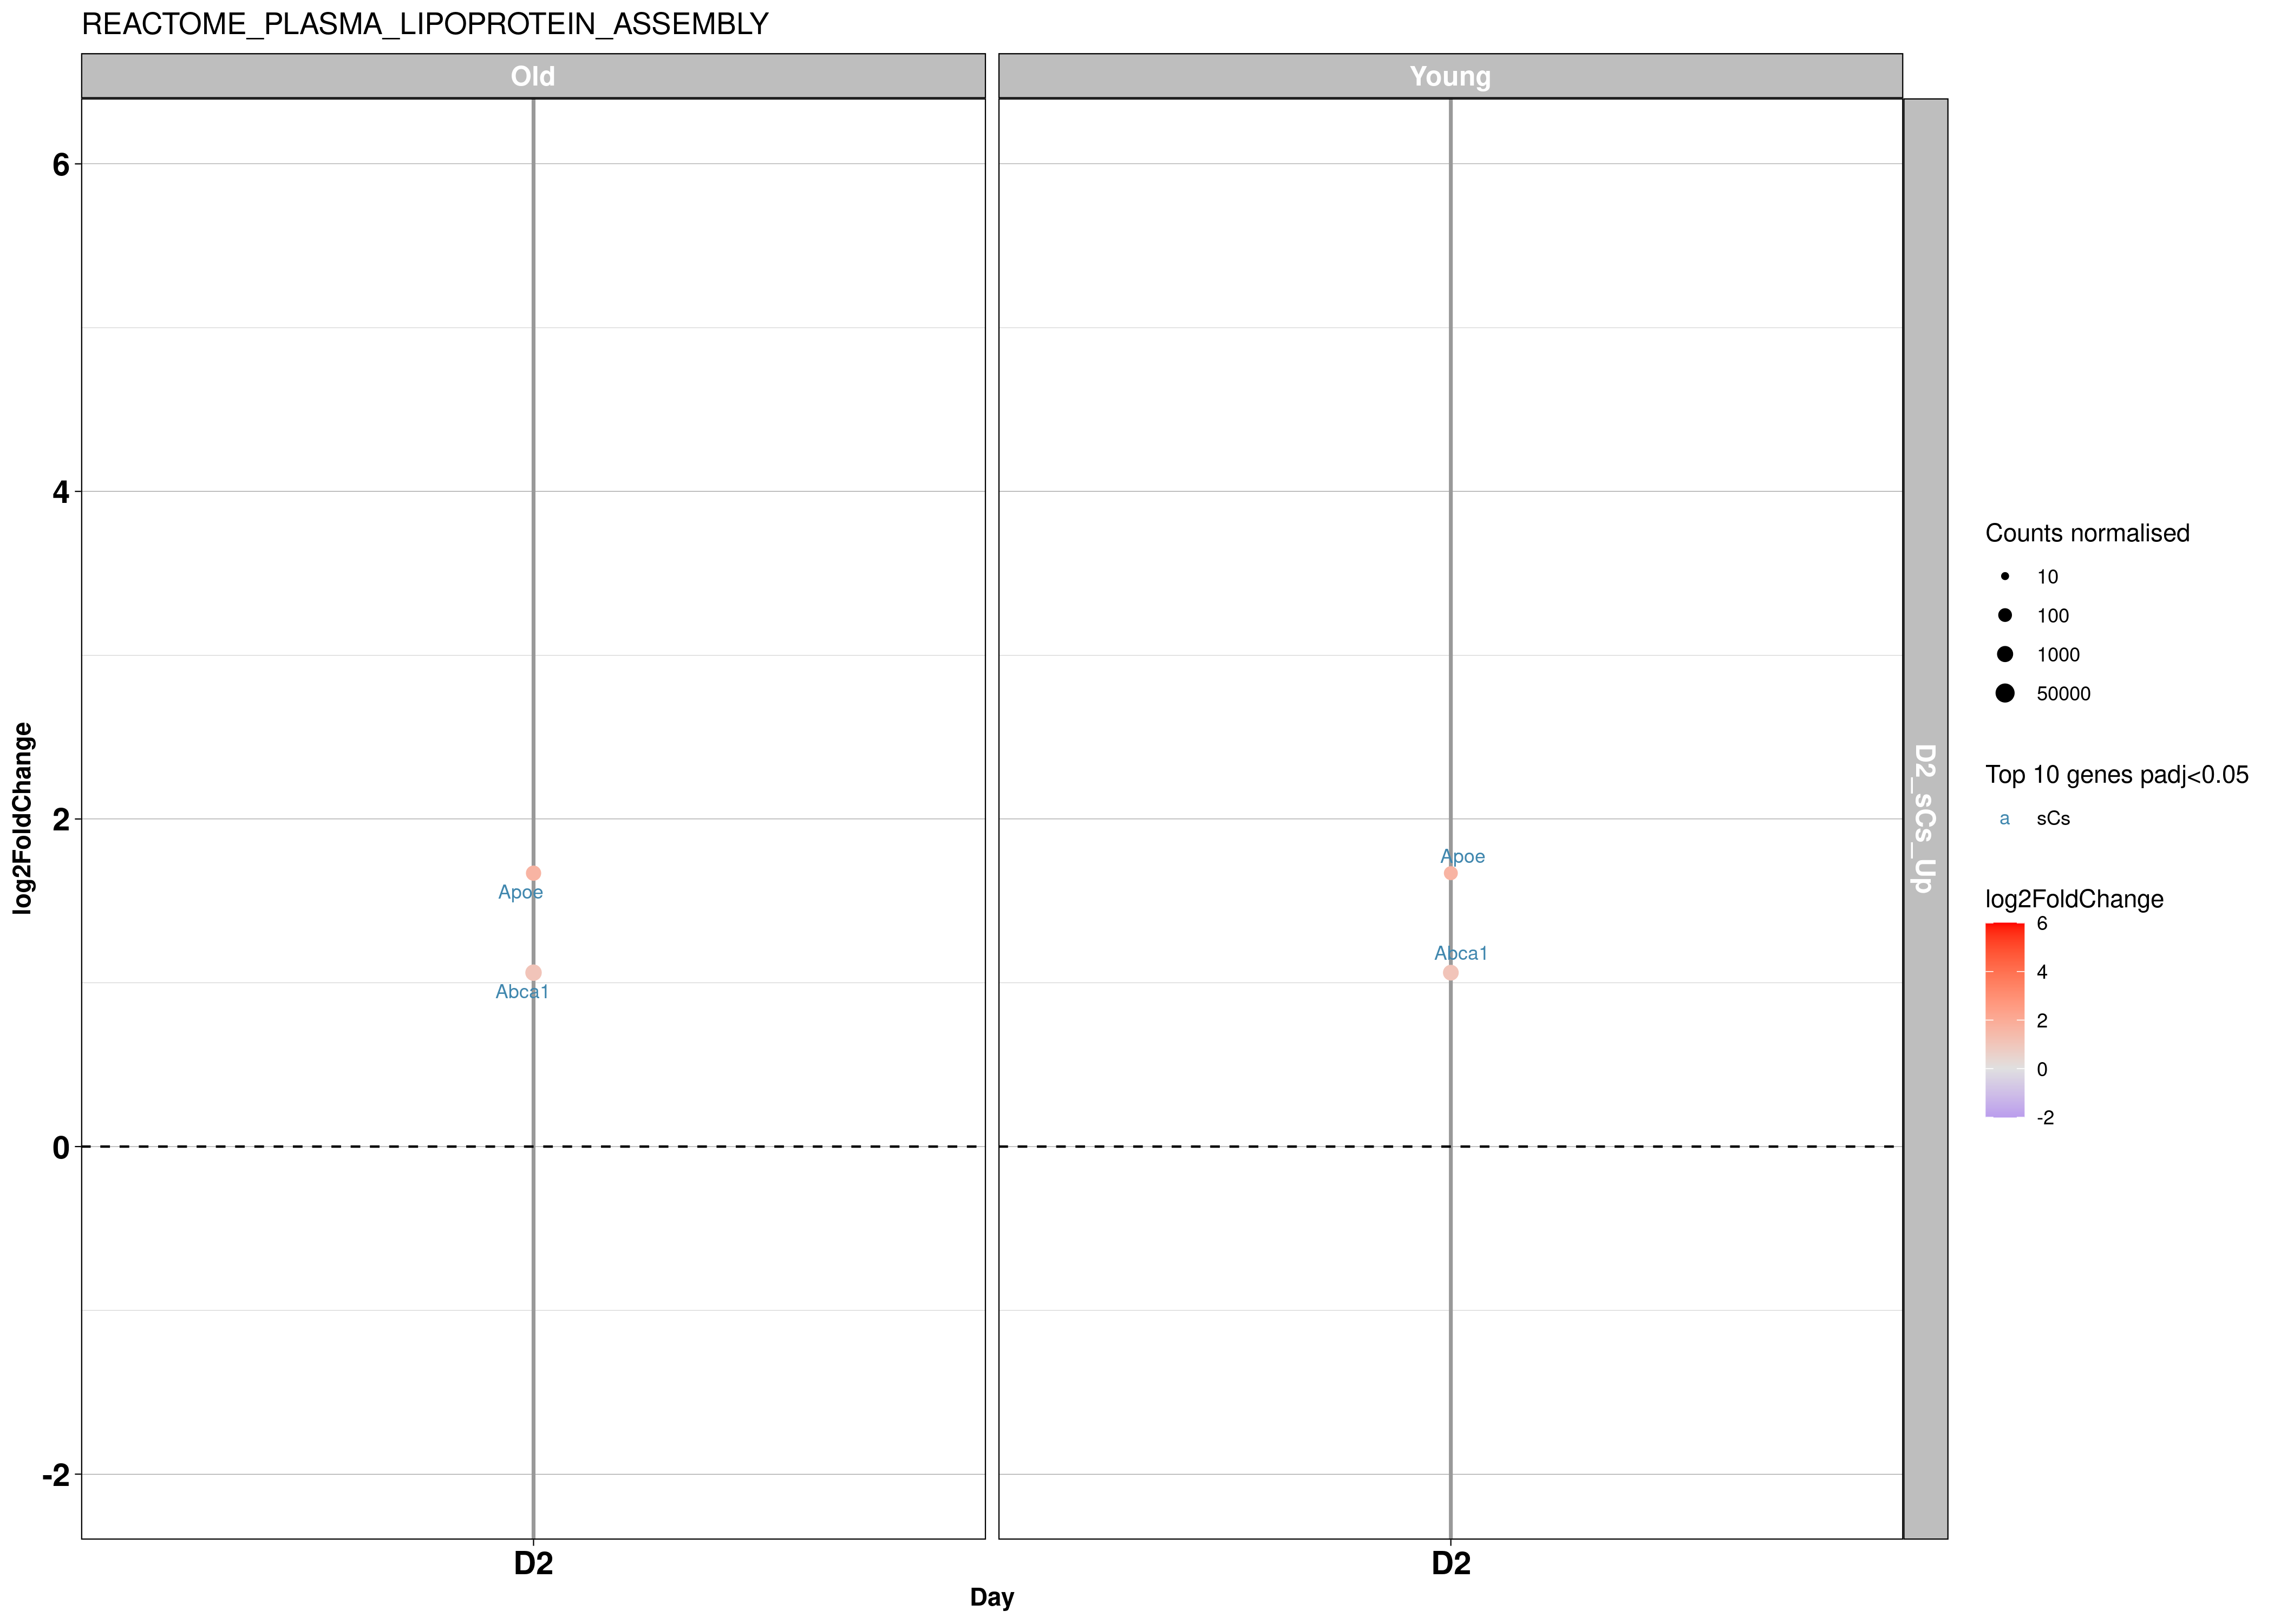 REACTOME_PLASMA_LIPOPROTEIN_ASSEMBLY
Old
Young
6
4
2
0
-2
log2FoldChange
Apoe
Abca1
Apoe
Abca1
D2_sCs_Up
D2
D2
Day
Counts normalised
10
100
1000
50000
Top 10 genes padj<0.05
a sCs
log2FoldChange
6
4
2
0
-2